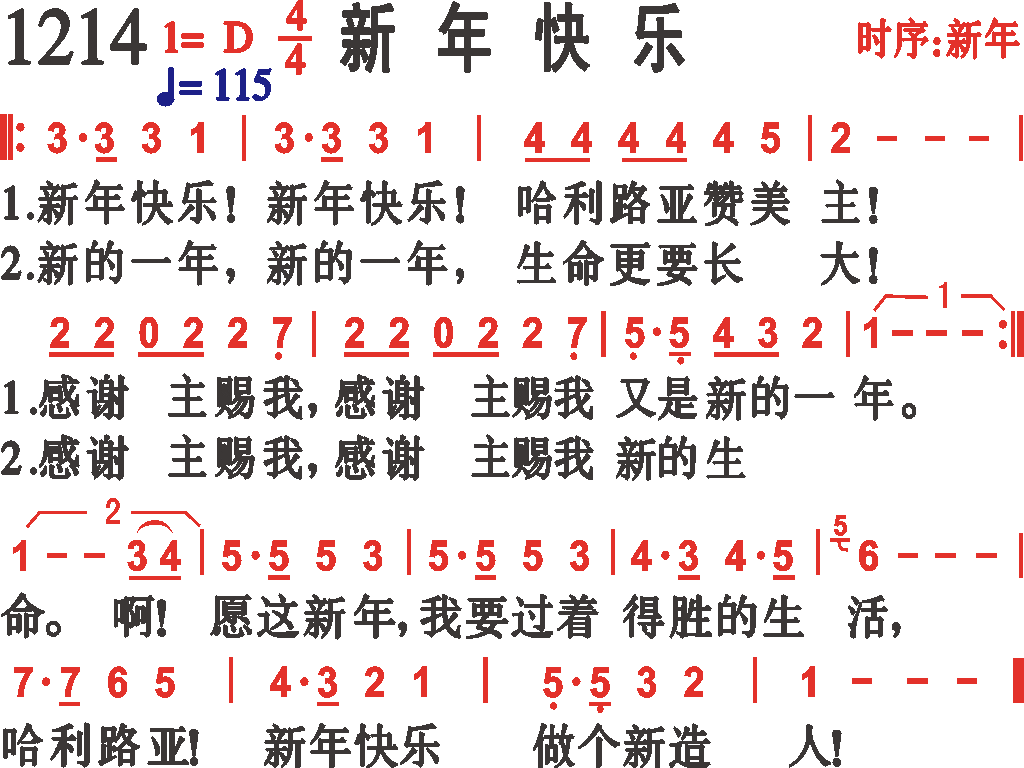 1214 1= D 4/4 新年快乐 时序:新年
♩= 115
‖: 3·3 3 1 | 3·3 3 1 | 4 4 4 4 4 5 | 2 - - - |
1.新年快乐! 新年快乐! 哈利路亚赞美 主!
2.新的一年, 新的一年, 生命更要长 大!
1
2 2 0 2 2 7 | 2 2 0 2 2 7 | 5·5 4 3 2 | 1 - - - :‖
1.感谢 主赐我, 感谢 主赐我 又是新的一 年。
2.感谢 主赐我, 感谢 主赐我 新的生
2
1 - - 3 4 | 5·5 5 3 | 5·5 5 3 | 4·3 4·5 | 5 6 - - - |
命。 啊! 愿这新年, 我要过着 得胜的生 活,
7·7 6 5 | 4·3 2 1 | 5·5 3 2 | 1 - - -
哈利路亚! 新年快乐 做个新造 人!